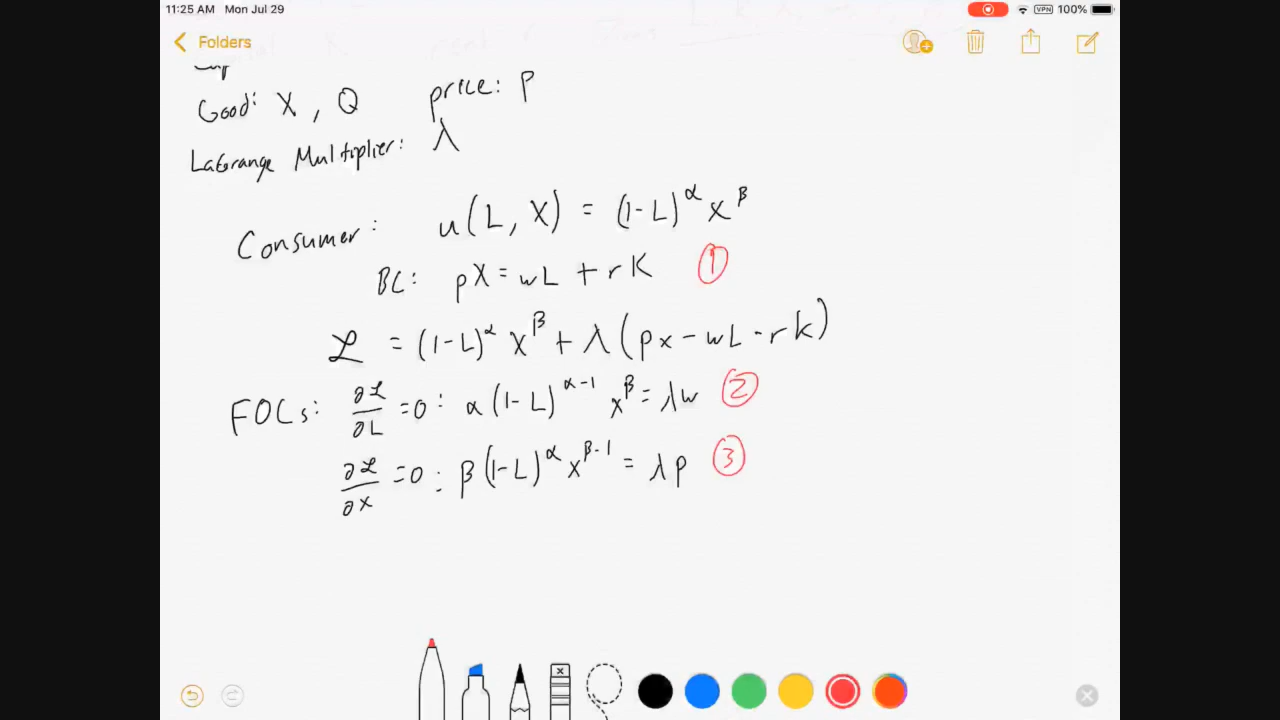 11:25 AM Mon Jul 29 VPN 100%
Folders
Good: X, Q price: P
Lagrange Multiplier: λ
Consumer: u(L, X) = (1-L)^α X^β
BC: pX = wL + rK ①
ℒ = (1-L)^α X^β + λ(px - wL - rk)
FOCs: ∂ℒ/∂L = 0: α(1-L)^(α-1) x^β = λw ②
∂ℒ/∂X = 0: β(1-L)^α x^(β-1) = λp ③